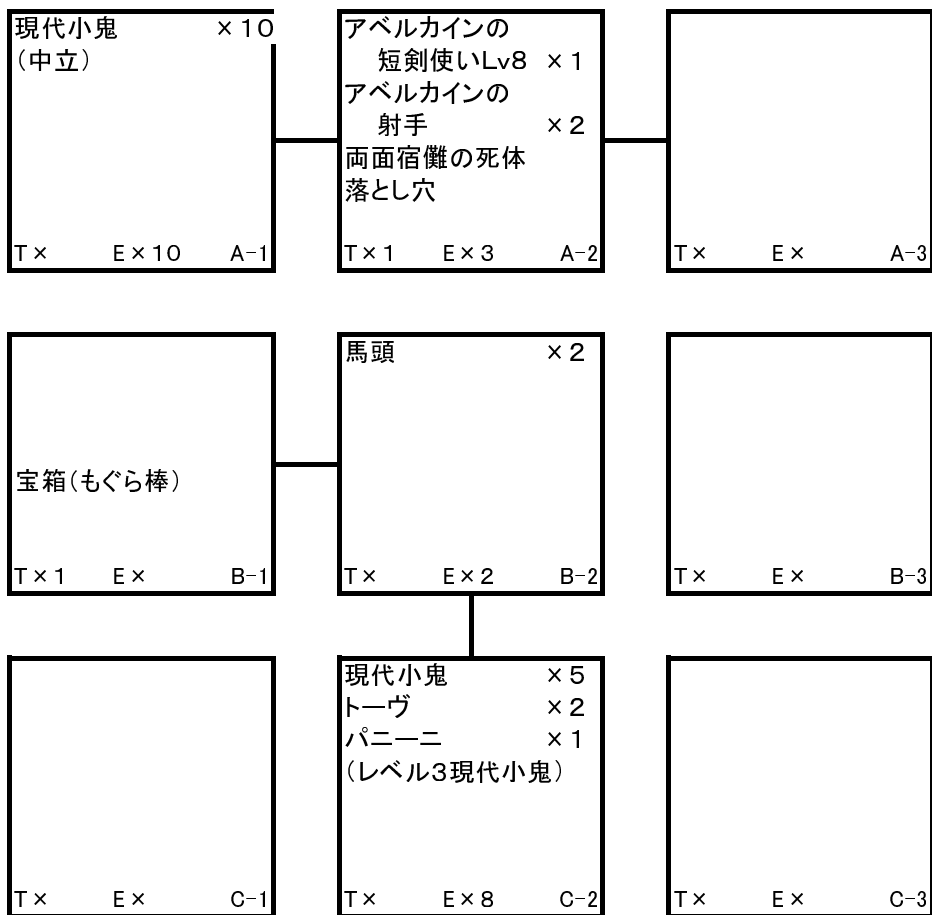 現代小鬼 ×10
（中立）
T× E×10 A-1
アベルカインの
短剣使いLv8 ×1
アベルカインの
射手 ×2
両面宿儺の死体
落とし穴
T×1 E×3 A-2
T× E× A-3
宝箱（もぐら棒）
T×1 E× B-1
馬頭 ×2
T× E×2 B-2
T× E× B-3
T× E× C-1
現代小鬼 ×5
トーヴ ×2
パニーニ ×1
（レベル3現代小鬼）
T× E×8 C-2
T× E× C-3